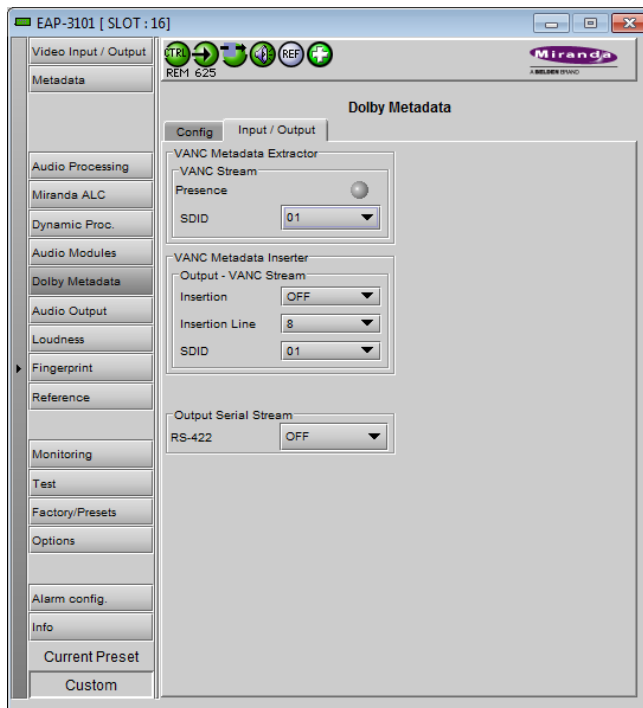 EAP-3101 [ SLOT : 16]
Video Input / Output
Metadata
Audio Processing
Miranda ALC
Dynamic Proc.
Audio Modules
Dolby Metadata
Audio Output
Loudness
Fingerprint
Reference
Monitoring
Test
Factory/Presets
Options
Alarm config.
Info
Current Preset
Custom
CTRL
REF
REM 625
Miranda
A BELDEN BRAND
Dolby Metadata
Config
Input / Output
VANC Metadata Extractor
VANC Stream
Presence
SDID 01
VANC Metadata Inserter
Output - VANC Stream
Insertion OFF
Insertion Line 8
SDID 01
Output Serial Stream
RS-422 OFF